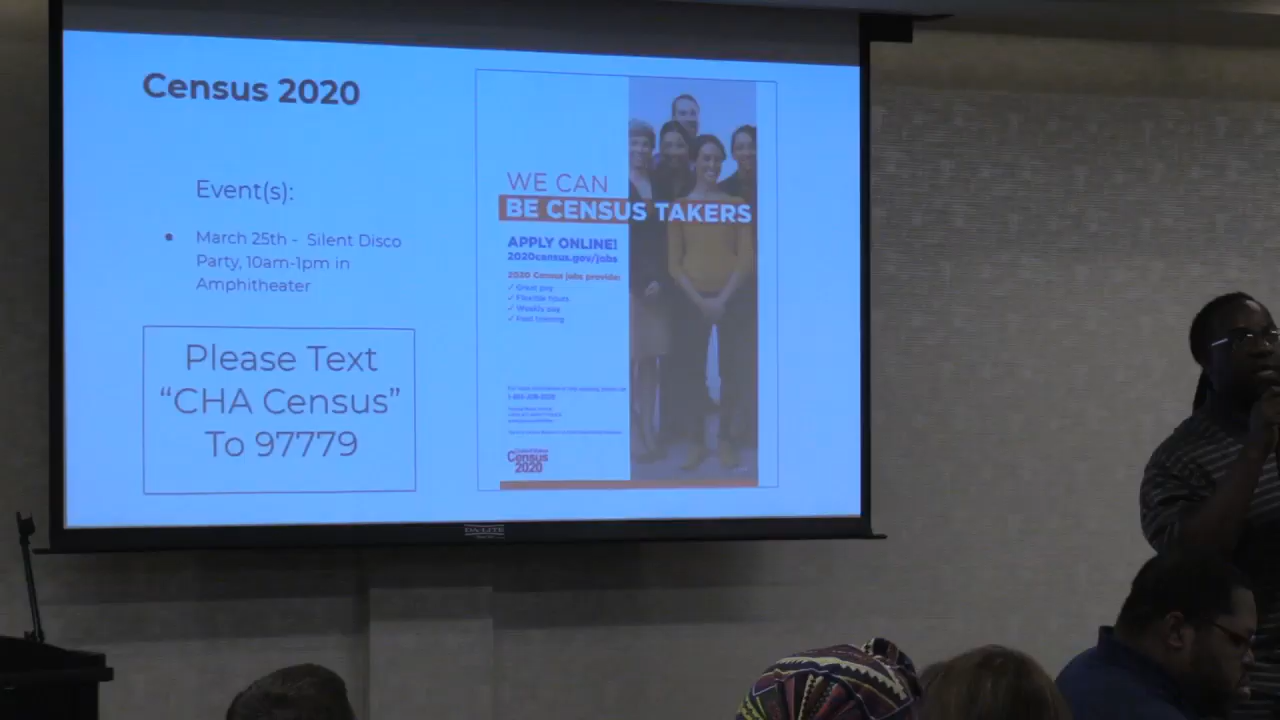 Census 2020
Event(s):
March 25th - Silent Disco
Party, 10am-1pm in
Amphitheater
Please Text
“CHA Census”
To 97779
WE CAN
BE CENSUS TAKERS
APPLY ONLINE!
2020census.gov/jobs
2020 Census jobs provide:
✓ Great pay
✓ Flexible hours
✓ Weekly pay
✓ Paid training
Census
2020
DA-LITE